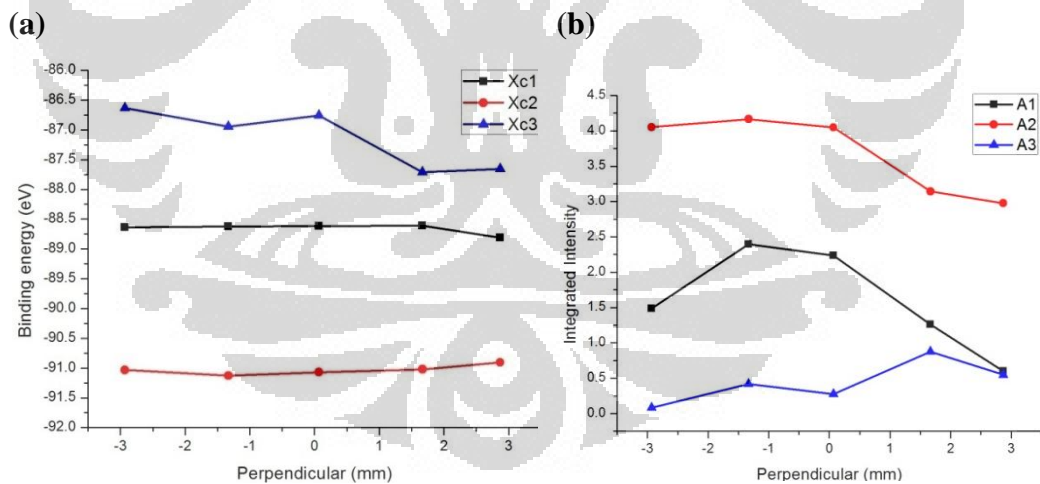 (a)
(b)
Xc1
Xc2
Xc3
-86.0
-86.5
-87.0
-87.5
-88.0
-88.5
-89.0
-89.5
-90.0
-90.5
-91.0
-91.5
-92.0
Binding energy (eV)
-3 -2 -1 0 1 2 3
Perpendicular (mm)
A1
A2
A3
4.5
4.0
3.5
3.0
2.5
2.0
1.5
1.0
0.5
0.0
Integrated Intensity
-3 -2 -1 0 1 2 3
Perpendicular (mm)